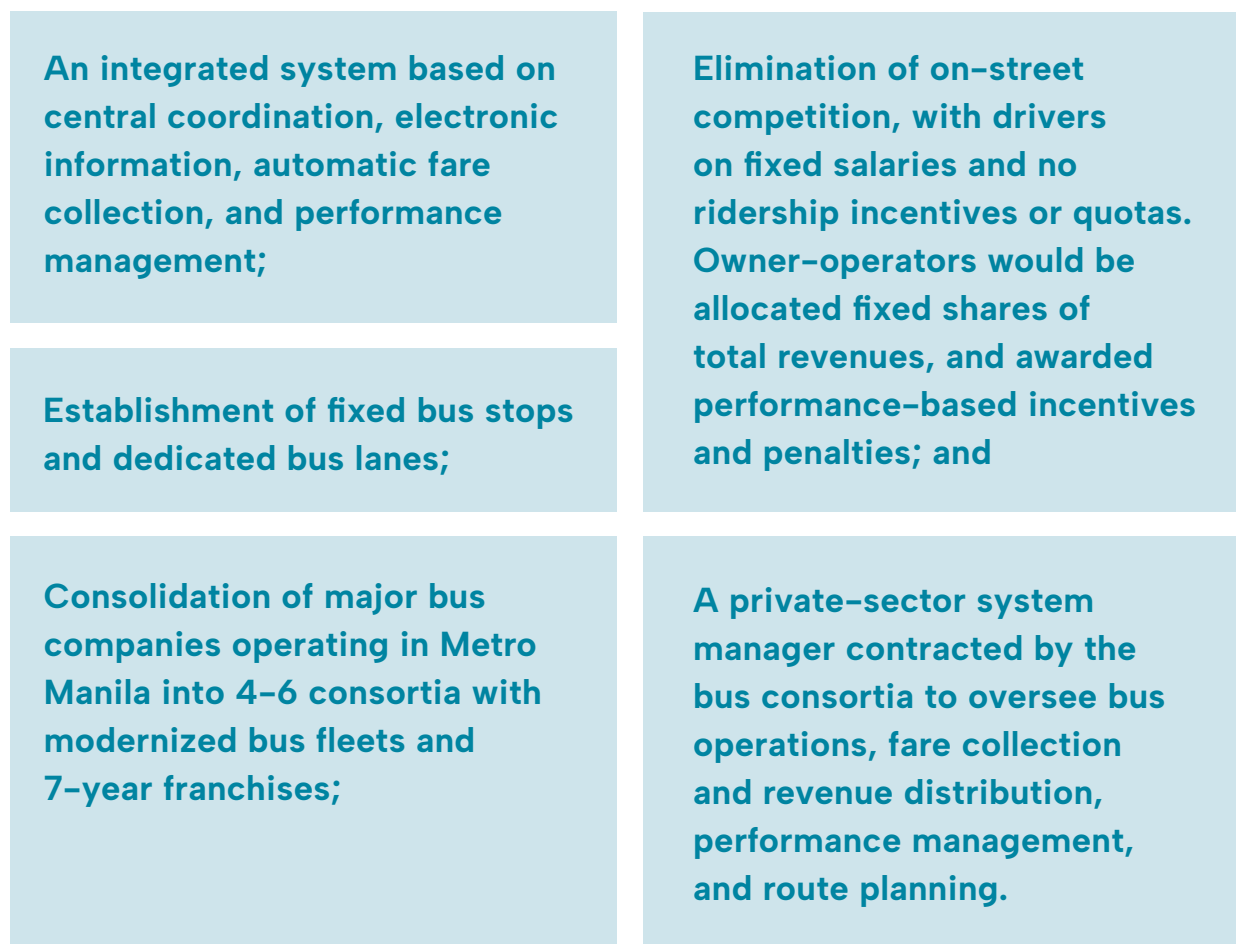 An integrated system based on
central coordination, electronic
information, automatic fare
collection, and performance
management;
Establishment of fixed bus stops
and dedicated bus lanes;
Consolidation of major bus
companies operating in Metro
Manila into 4–6 consortia with
modernized bus fleets and
7–year franchises;
Elimination of on–street
competition, with drivers
on fixed salaries and no
ridership incentives or quotas.
Owner–operators would be
allocated fixed shares of
total revenues, and awarded
performance–based incentives
and penalties; and
A private–sector system
manager contracted by the
bus consortia to oversee bus
operations, fare collection
and revenue distribution,
performance management,
and route planning.